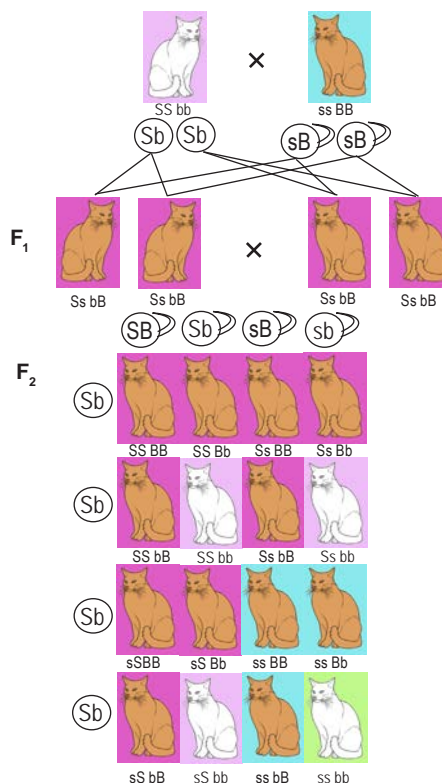 SS bb ss BB
Sb Sb sB sB
F1
Ss bB Ss bB Ss bB Ss bB
SB Sb sB sb
F2
Sb
SS BB SS Bb Ss BB Ss Bb
Sb
SS bB SS bb Ss bB Ss bb
Sb
sSBB sS Bb ss BB ss Bb
Sb
sS bB sS bb ss bB ss bb